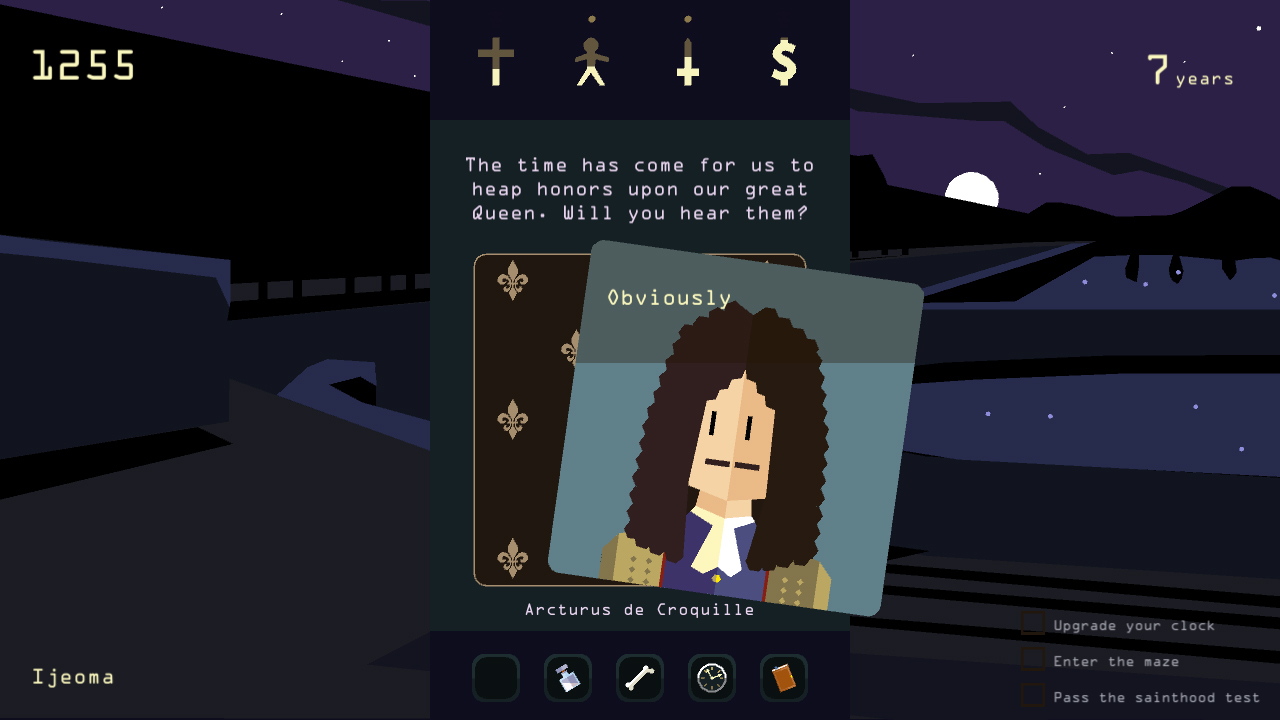 1255
7 years
The time has come for us to
heap honors upon our great
Queen. Will you hear them?
Obviously
Arcturus de Croquille
Ijeoma
Upgrade your clock
Enter the maze
Pass the sainthood test